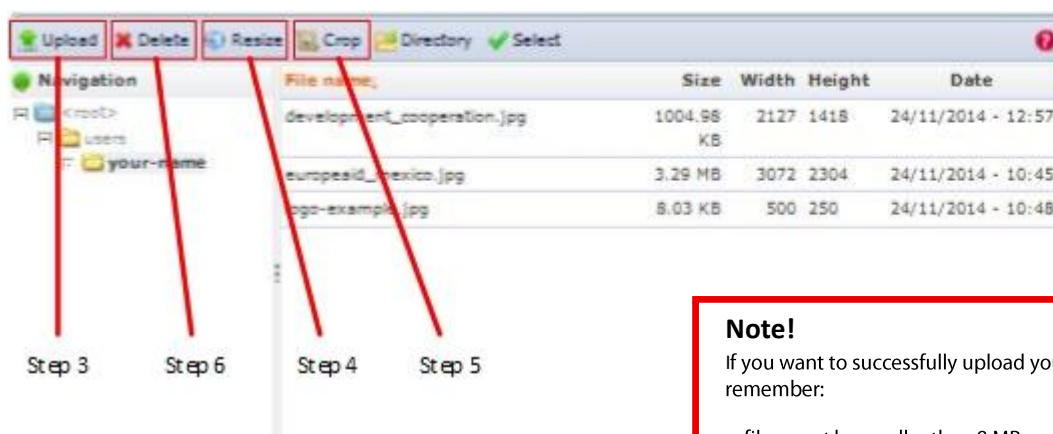 Upload Delete Resize Crop Directory Select
Navigation
File name
Size Width Height Date
<root>
users
your-name
development_cooperation.jpg 1004.98 KB 2127 1418 24/11/2014 - 12:57
europeaid_mexico.jpg 3.29 MB 3072 2304 24/11/2014 - 10:45
logo-example.jpg 8.03 KB 500 250 24/11/2014 - 10:48
Step 3 Step 6 Step 4 Step 5
Note!
If you want to successfully upload you
remember: